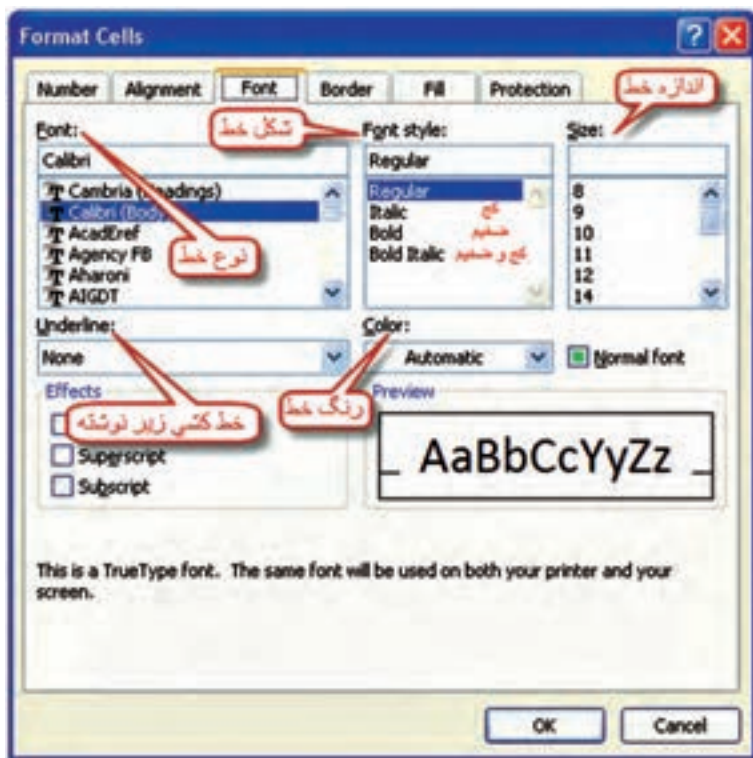 Format Cells
Number Alignment Font Border Fill Protection
اندازه خط
Font: Font style: Size:
شکل خط
Calibri Regular
Cambria (Headings) Regular 8
Calibri (Body) Italic کج 9
AcadEref Bold ضخیم 10
Agency FB Bold Italic کج و ضخیم 11
Aharoni 12
AIGDT 14
نوع خط
Underline: Color:
None Automatic Normal font
Effects Preview
خط کشی زیر نوشته
رنگ خط
Superscript
Subscript
AaBbCcYyZz
This is a TrueType font. The same font will be used on both your printer and your
screen.
OK Cancel